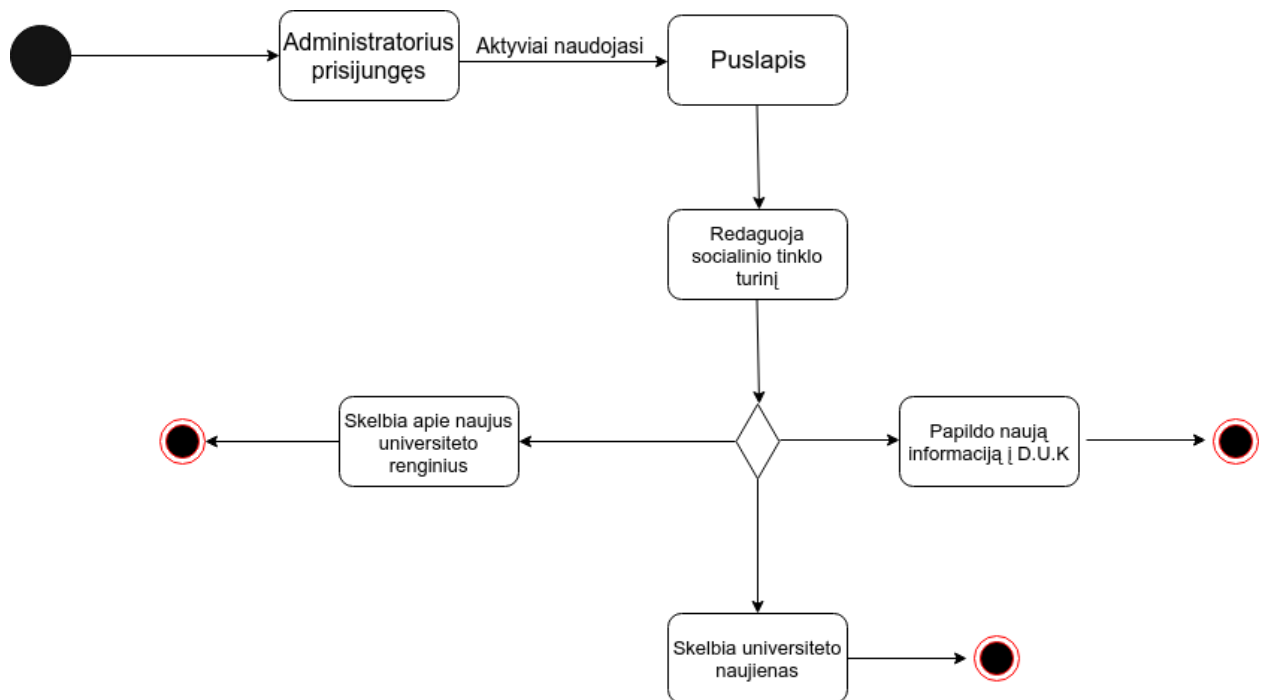 Administratorius
prisijungęs
Aktyviai naudojasi
Puslapis
Redaguoja
socialinio tinklo
turinį
Skelbia apie naujus
universiteto
renginius
Papildo naują
informaciją į D.U.K
Skelbia universiteto
naujienas